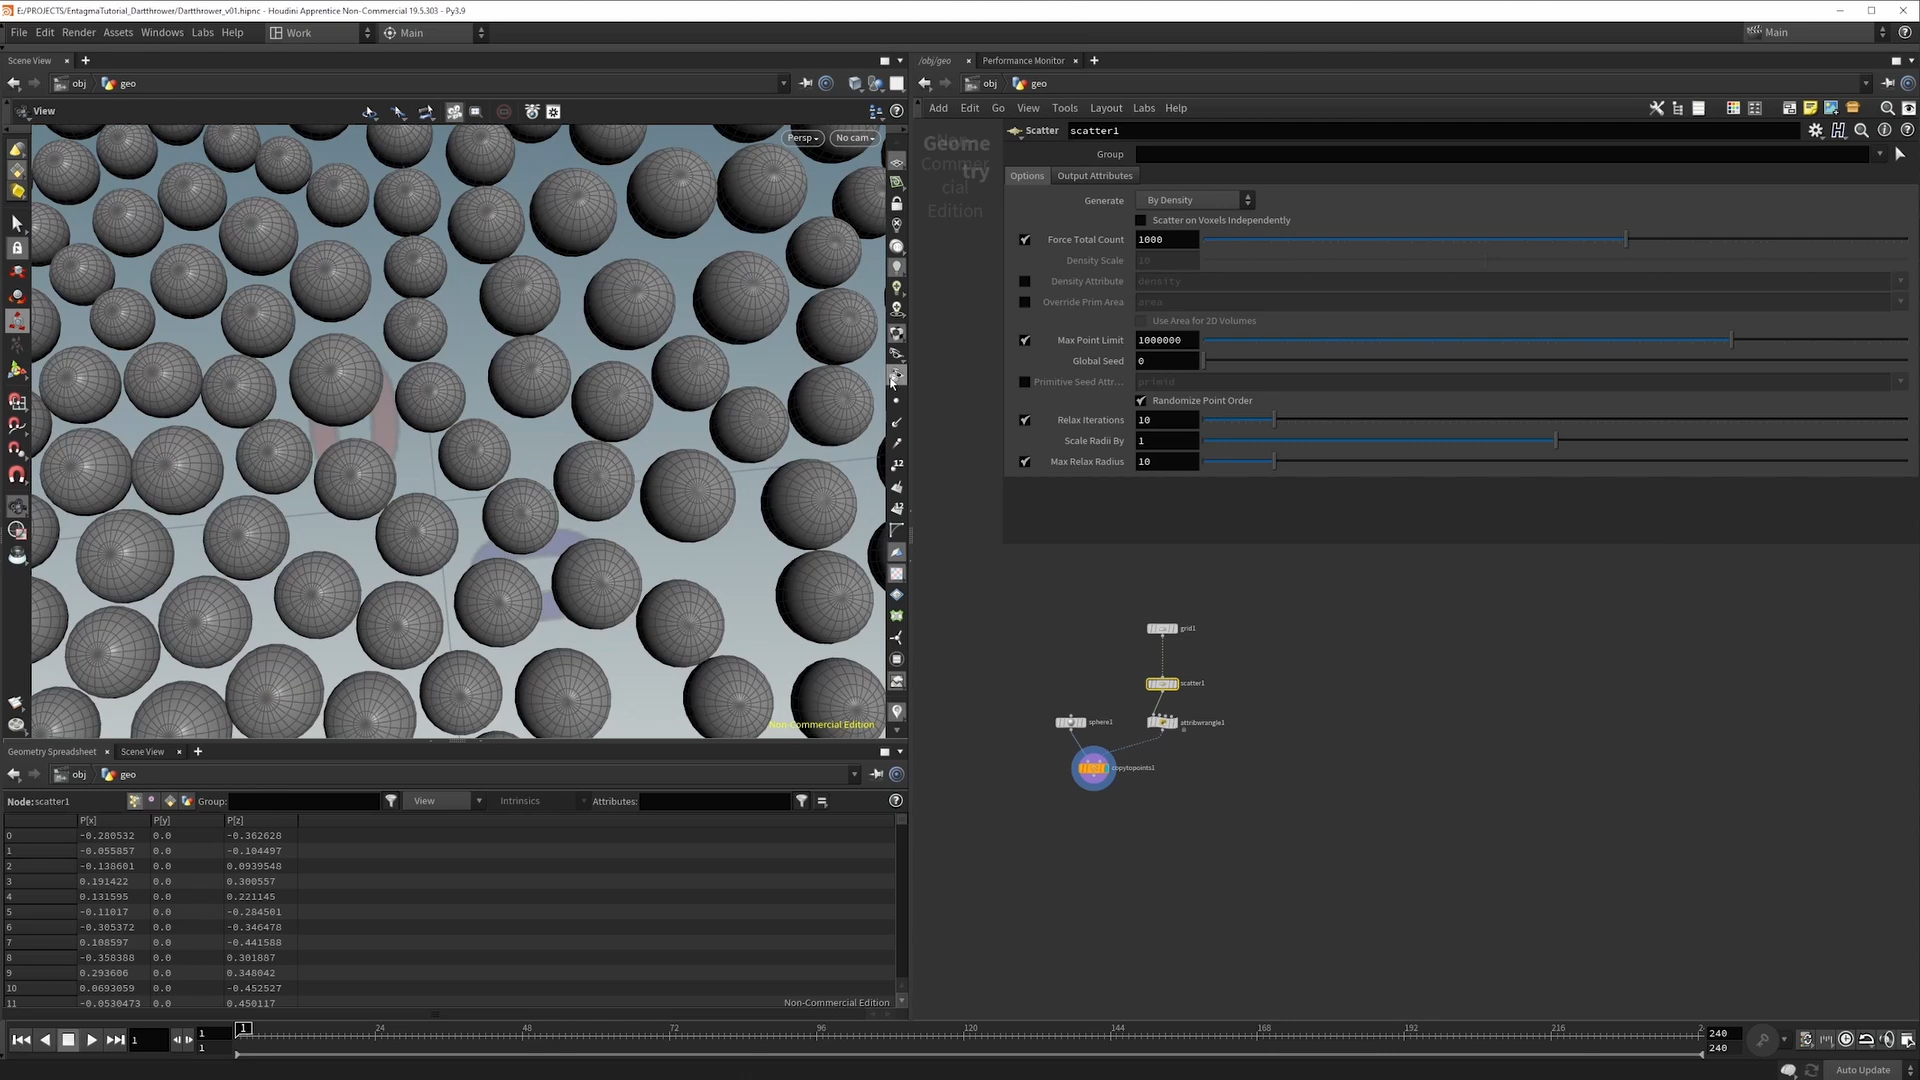 E:/PROJECTS/EntagmaTutorial_Dartthrower/Dartthrower_v01.hipnc - Houdini Apprentice Non-Commercial 19.5.303 - Py3.9
File Edit Render Assets Windows Labs Help Work Main Main
Scene View
obj geo
View
Persp No cam
Non-Commercial Edition
/obj/geo Performance Monitor
obj geo
Add Edit Go View Tools Layout Labs Help
Geometry
Non-Commercial Edition
Scatter scatter1
Group
Options Output Attributes
Generate By Density
Scatter on Voxels Independently
Force Total Count 1000
Density Scale 10
Density Attribute density
Override Prim Area area
Use Area for 2D Volumes
Max Point Limit 1000000
Global Seed 0
Primitive Seed Attr... primid
Randomize Point Order
Relax Iterations 10
Scale Radii By 1
Max Relax Radius 10
grid1
scatter1
sphere1 attribwrangle1
copytopoints1
Geometry Spreadsheet Scene View
obj geo
Node: scatter1 Group: View Intrinsics Attributes:
P[x] P[y] P[z]
0 -0.280532 0.0 -0.362628
1 -0.055857 0.0 -0.104497
2 -0.138601 0.0 0.0939548
3 0.191422 0.0 0.300557
4 0.131595 0.0 0.221145
5 -0.11017 0.0 -0.284501
6 -0.305372 0.0 -0.346478
7 0.108597 0.0 -0.441588
8 -0.358388 0.0 0.301887
9 0.293606 0.0 0.348042
10 0.0693059 0.0 -0.452527
11 -0.0530473 0.0 0.450117
Non-Commercial Edition
1 1 1 1 24 48 72 96 120 144 168 192 216 2 240
240
Auto Update